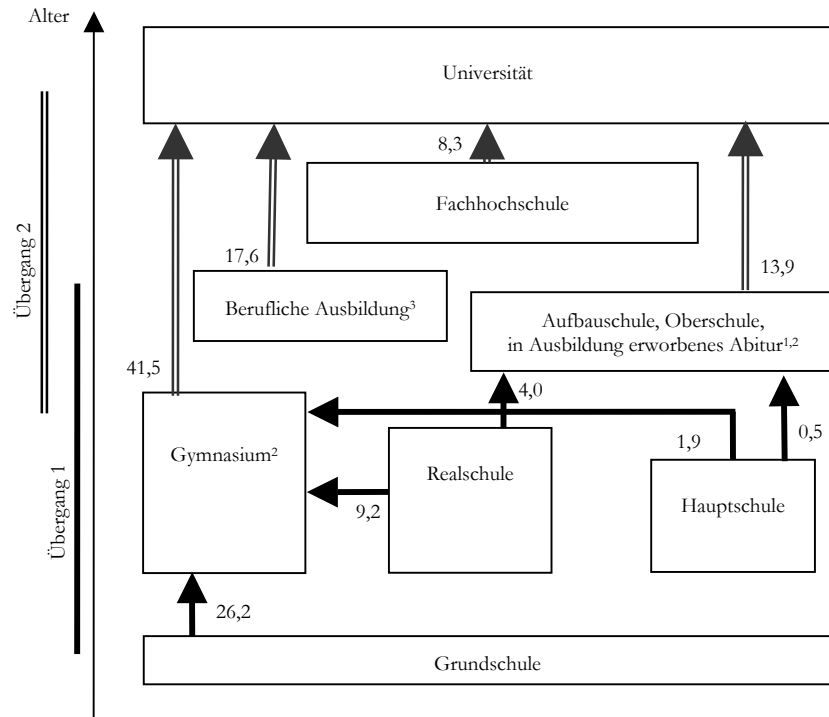 Alter
Universität
8,3
Fachhochschule
Übergang 2
17,6
13,9
Berufliche Ausbildung³
Aufbauschule, Oberschule,
in Ausbildung erworbenes Abitur¹,²
41,5
4,0
Gymnasium²
Realschule
1,9
0,5
Hauptschule
9,2
Übergang 1
26,2
Grundschule